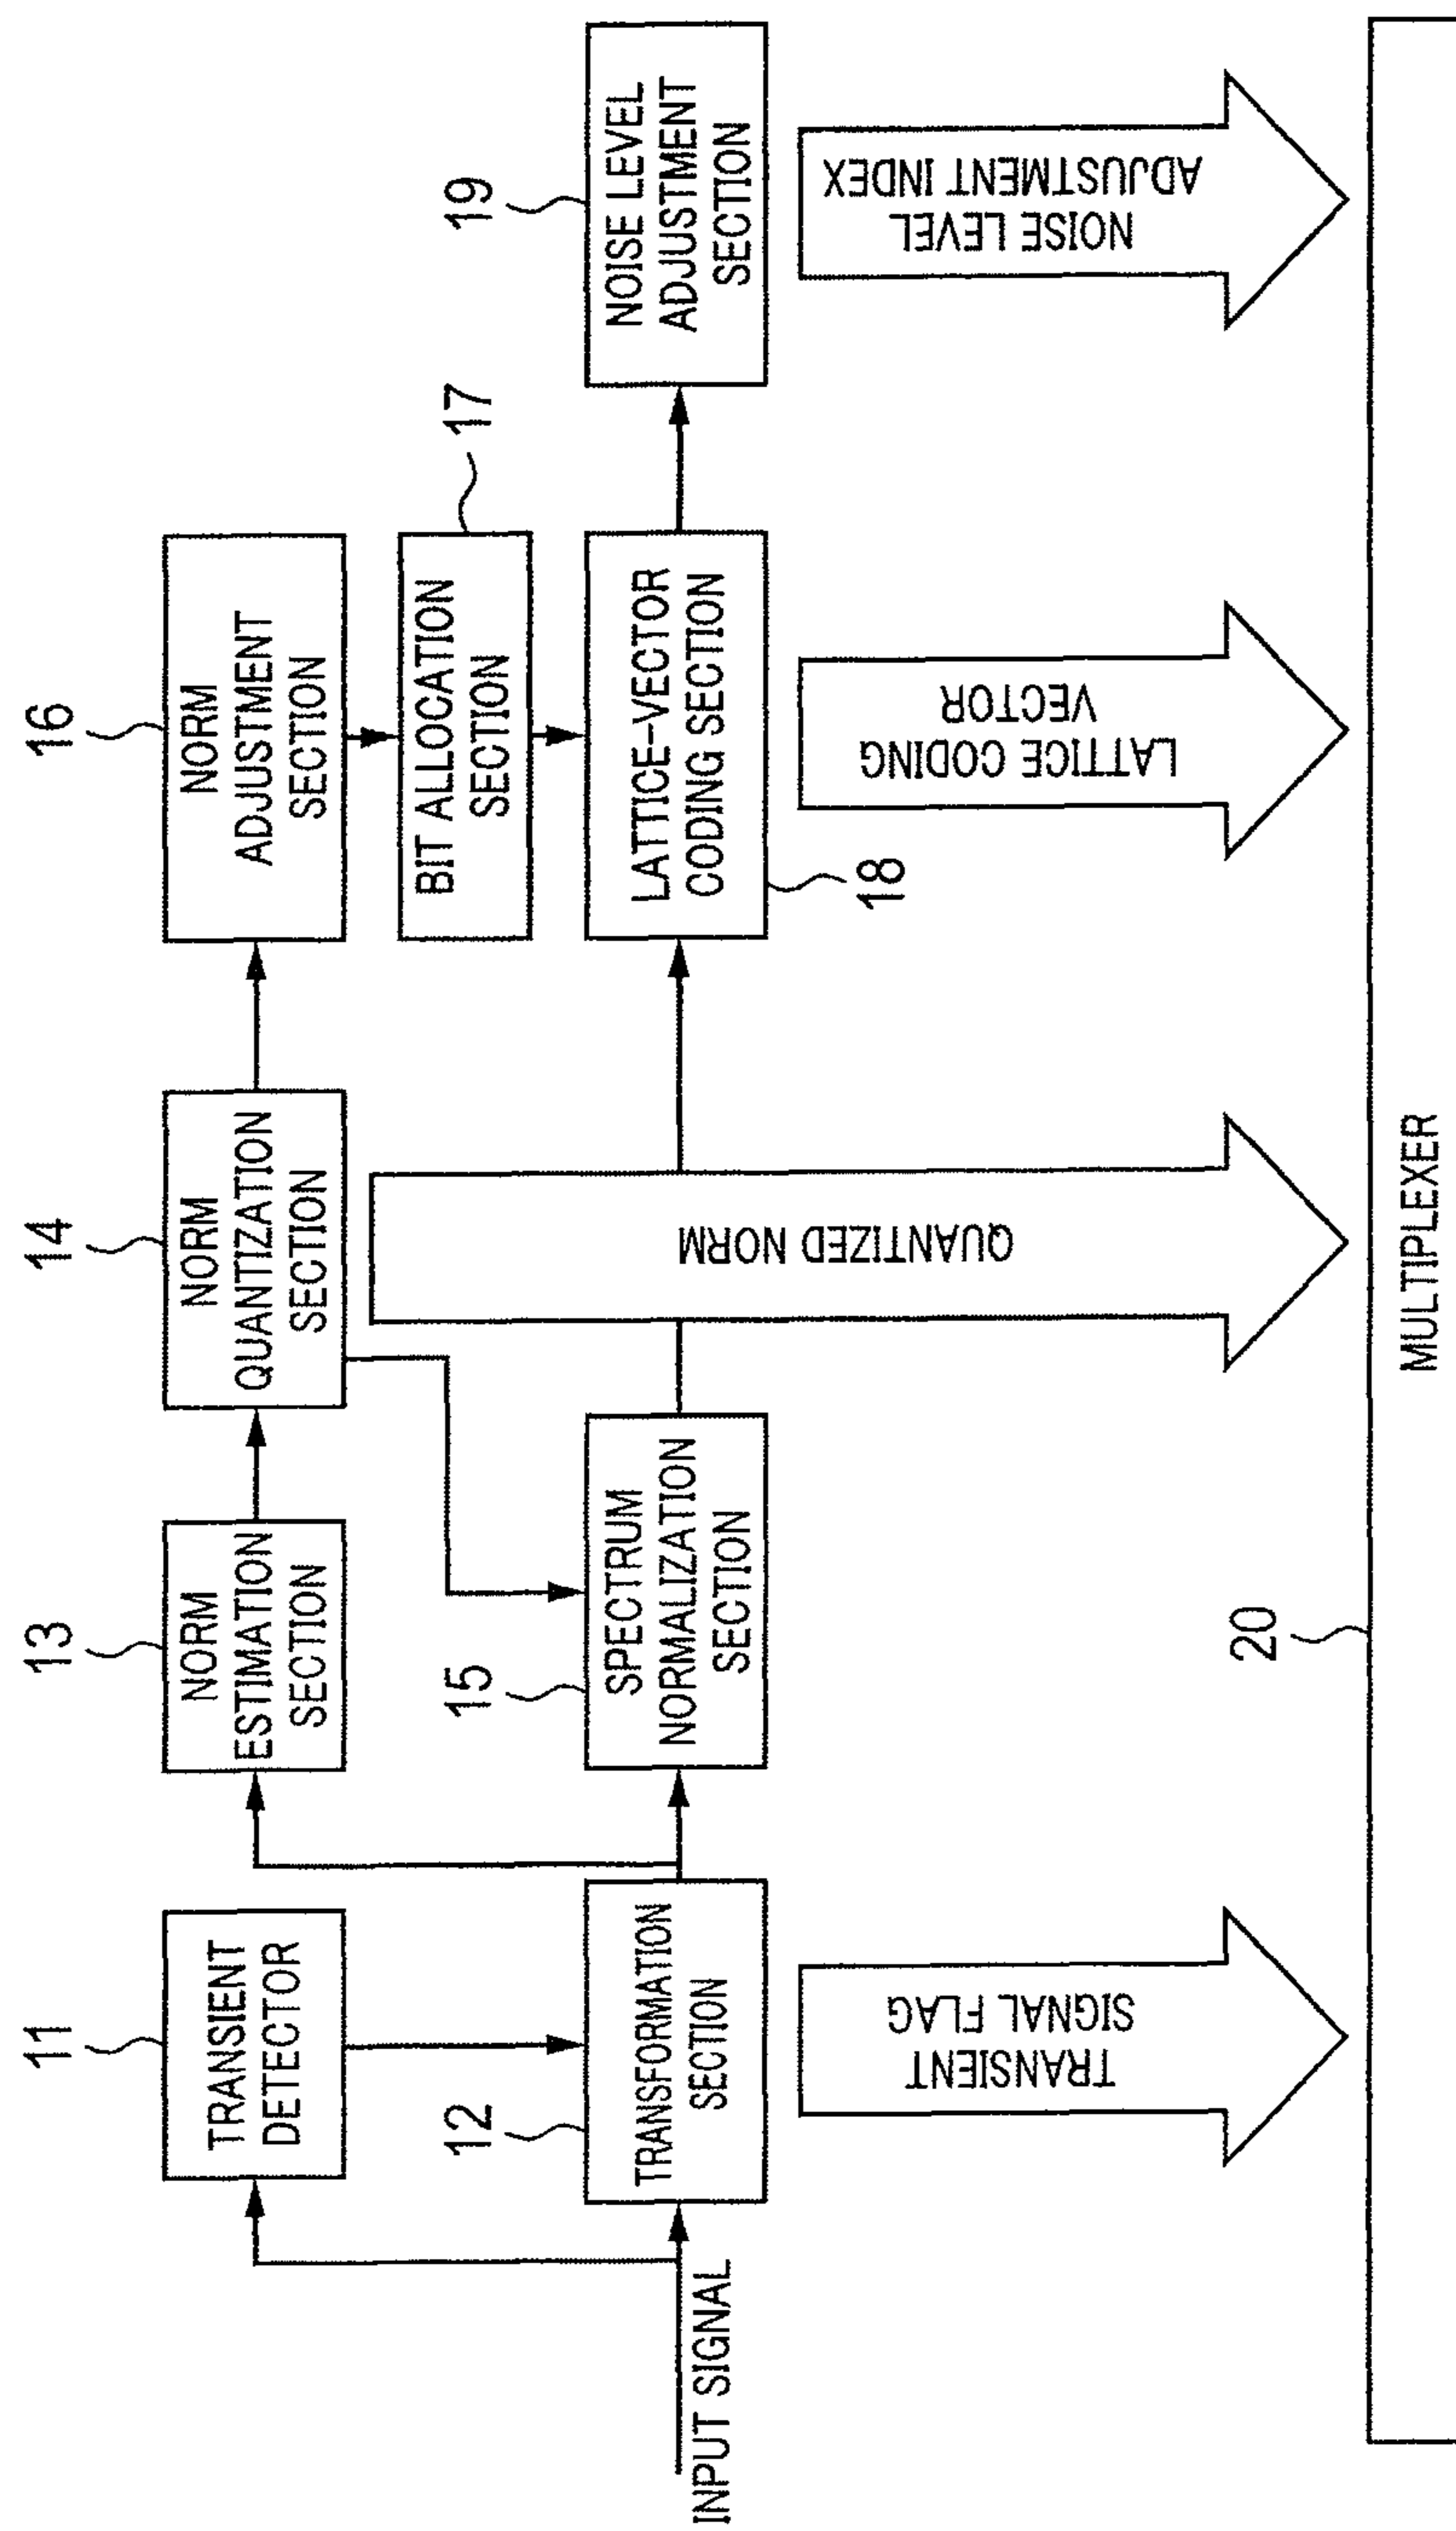 11
TRANSIENT
DETECTOR
12
TRANSFORMATION
SECTION
INPUT SIGNAL
13
NORM
ESTIMATION
SECTION
14
NORM
QUANTIZATION
SECTION
15
SPECTRUM
NORMALIZATION
SECTION
16
NORM
ADJUSTMENT
SECTION
17
BIT ALLOCATION
SECTION
LATTICE-VECTOR
CODING SECTION
18
19
NOISE LEVEL
ADJUSTMENT
SECTION
TRANSIENT
SIGNAL FLAG
QUANTIZED NORM
LATTICE CODING
VECTOR
NOISE LEVEL
ADJUSTMENT INDEX
20
MULTIPLEXER